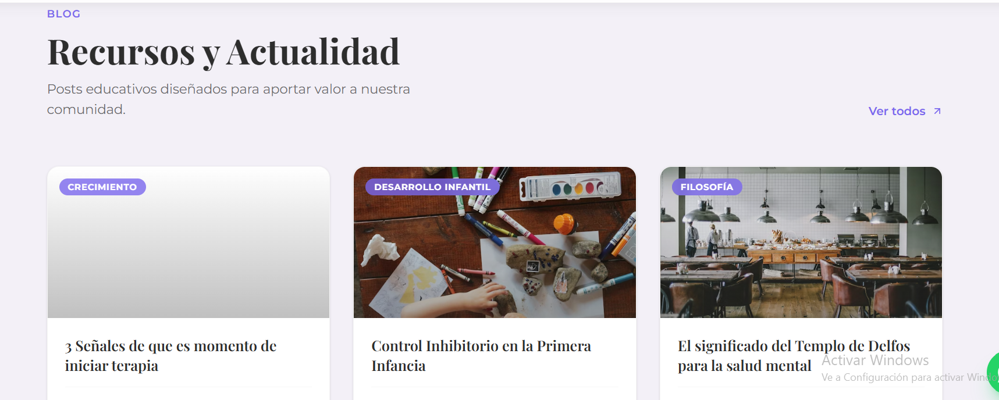 BLOG
Recursos y Actualidad
Posts educativos diseñados para aportar valor a nuestra
comunidad.
Ver todos
CRECIMIENTO
DESARROLLO INFANTIL
FILOSOFÍA
3 Señales de que es momento de
iniciar terapia
Control Inhibitorio en la Primera
Infancia
El significado del Templo de Delfos
para la salud mental
Activar Windows
Ve a Configuración para activar Windo